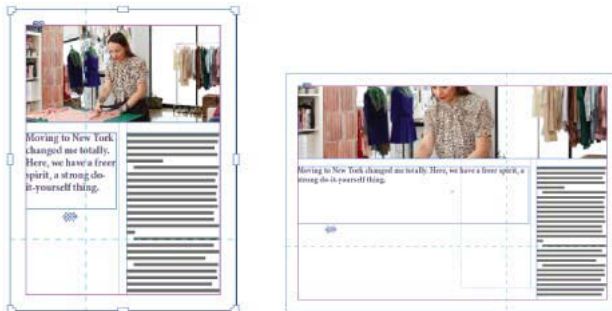 Moving to New York
changed me totally.
Here, we have a freer
spirit, a strong do-
it-yourself thing.
Moving to New York changed me totally. Here, we have a freer spirit, a
strong do-it-yourself thing.